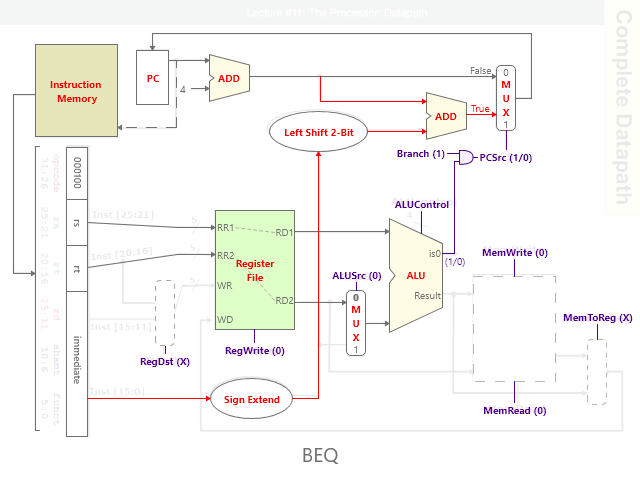 Lecture #11: The Processor: Datapath
Complete Datapath
Instruction
Memory
PC
4
ADD
False
0
M
U
X
1
ADD
True
Left Shift 2-Bit
Branch (1)
PCSrc (1/0)
opcode
31:26
000100
rs
25:21
rs
rt
20:16
rt
rd
15:11
shamt
10:6
funct
5:0
immediate
Inst [25:21]
5
Inst [20:16]
5
Inst [15:11]
5
Inst [15:0]
RR1
RD1
RR2
Register
File
WR
RD2
WD
RegDst (X)
RegWrite (0)
Sign Extend
ALUSrc (0)
0
M
U
X
1
ALUControl
4
is0
(1/0)
ALU
Result
MemWrite (0)
MemRead (0)
MemToReg (X)
BEQ